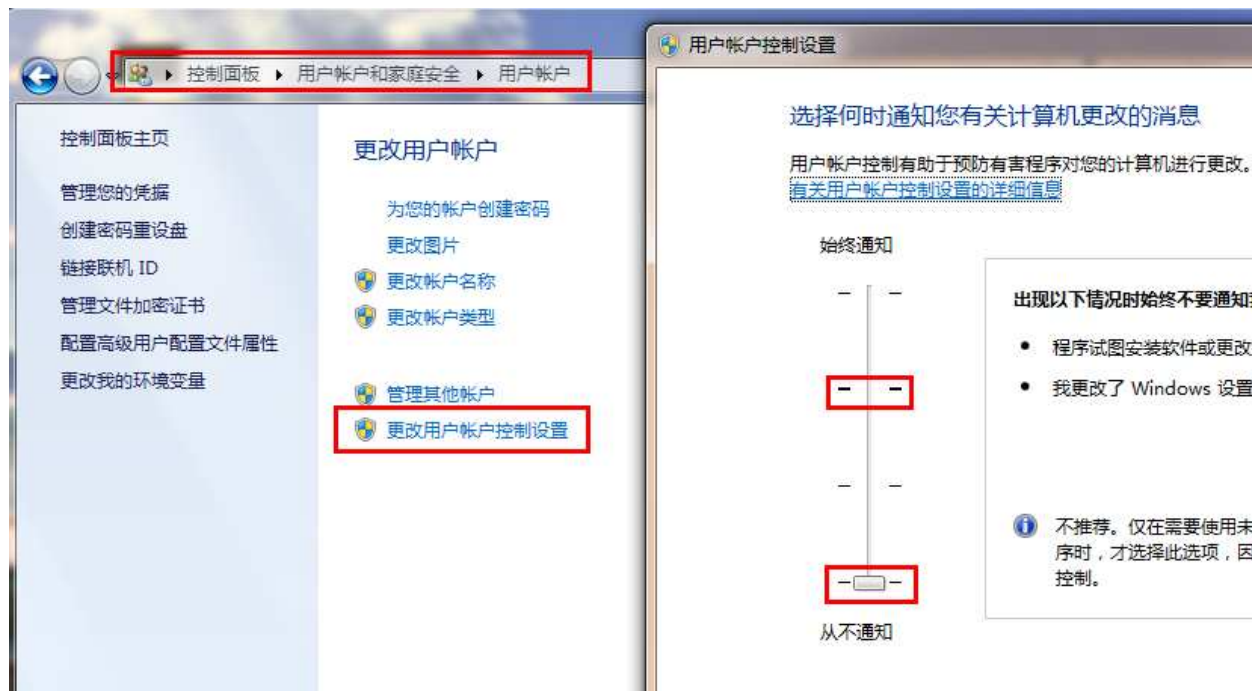 控制面板 ▸ 用户帐户和家庭安全 ▸ 用户帐户
控制面板主页
管理您的凭据
创建密码重设盘
链接联机 ID
管理文件加密证书
配置高级用户配置文件属性
更改我的环境变量
更改用户帐户
为您的帐户创建密码
更改图片
更改帐户名称
更改帐户类型
管理其他帐户
更改用户帐户控制设置
用户帐户控制设置
选择何时通知您有关计算机更改的消息
用户帐户控制有助于预防有害程序对您的计算机进行更改。
有关用户帐户控制设置的详细信息
始终通知
出现以下情况时始终不要通知
• 程序试图安装软件或更改
• 我更改了 Windows 设置
不推荐。仅在需要使用未
序时，才选择此选项，因
控制。
从不通知